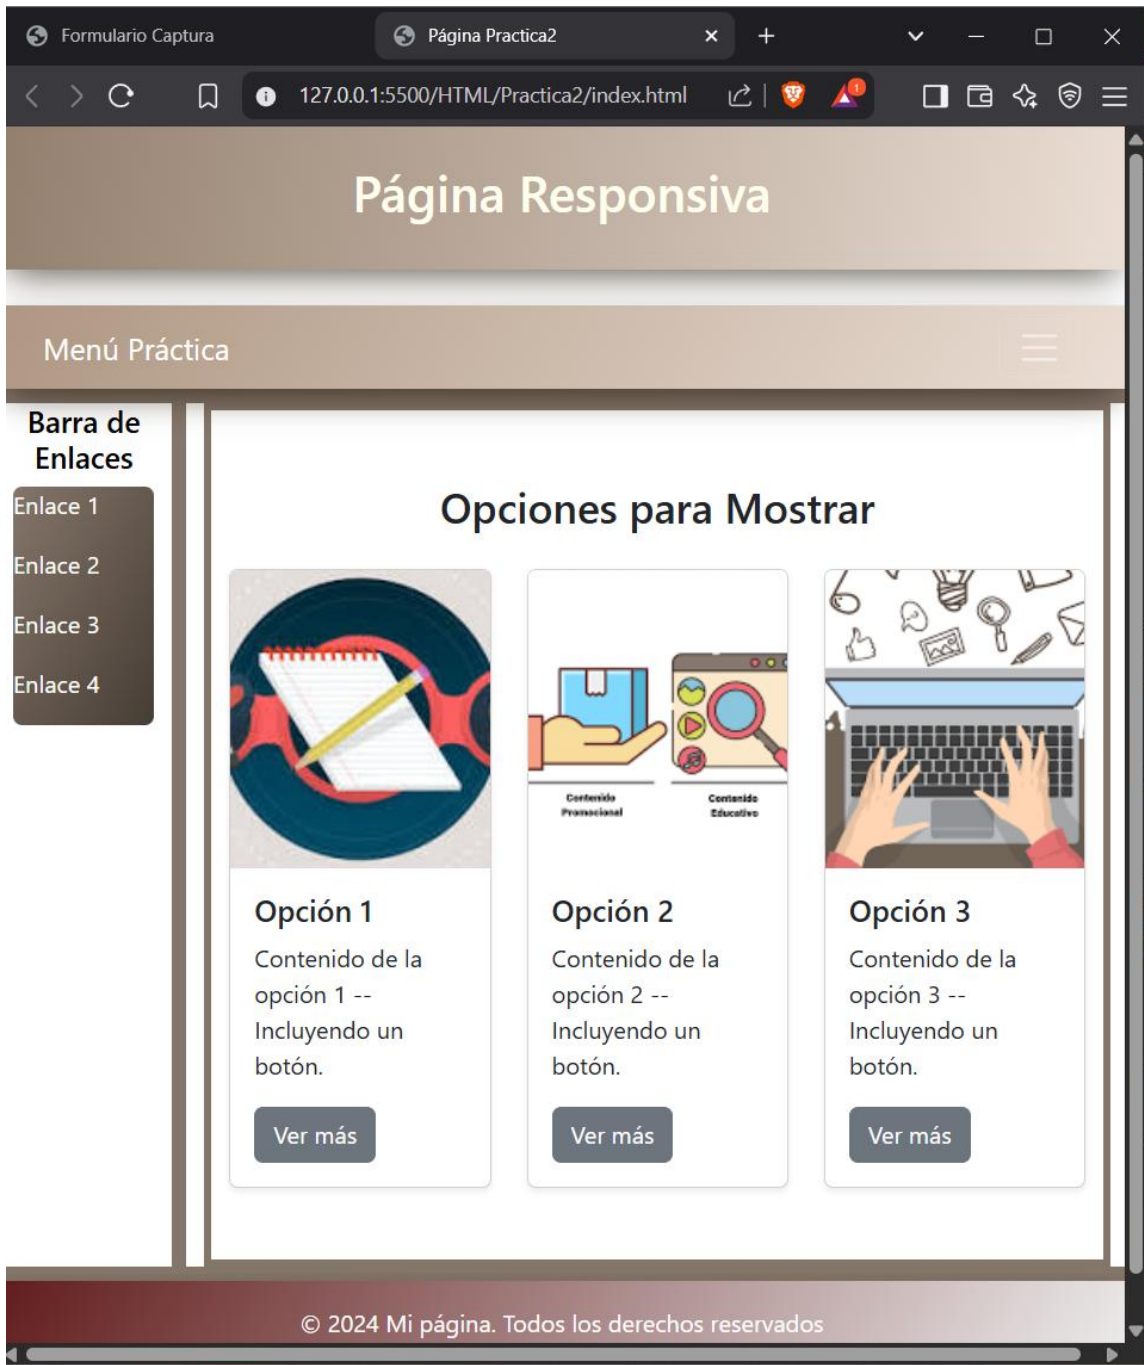 Formulario Captura
Página Practica2
127.0.0.1:5500/HTML/Practica2/index.html
1
Página Responsiva
Menú Práctica
Barra de
Enlaces
Enlace 1
Enlace 2
Enlace 3
Enlace 4
Opciones para Mostrar
Contenido
Promocional
Contenido
Educativo
Opción 1
Contenido de la
opción 1 --
Incluyendo un
botón.
Ver más
Opción 2
Contenido de la
opción 2 --
Incluyendo un
botón.
Ver más
Opción 3
Contenido de la
opción 3 --
Incluyendo un
botón.
Ver más
© 2024 Mi página. Todos los derechos reservados